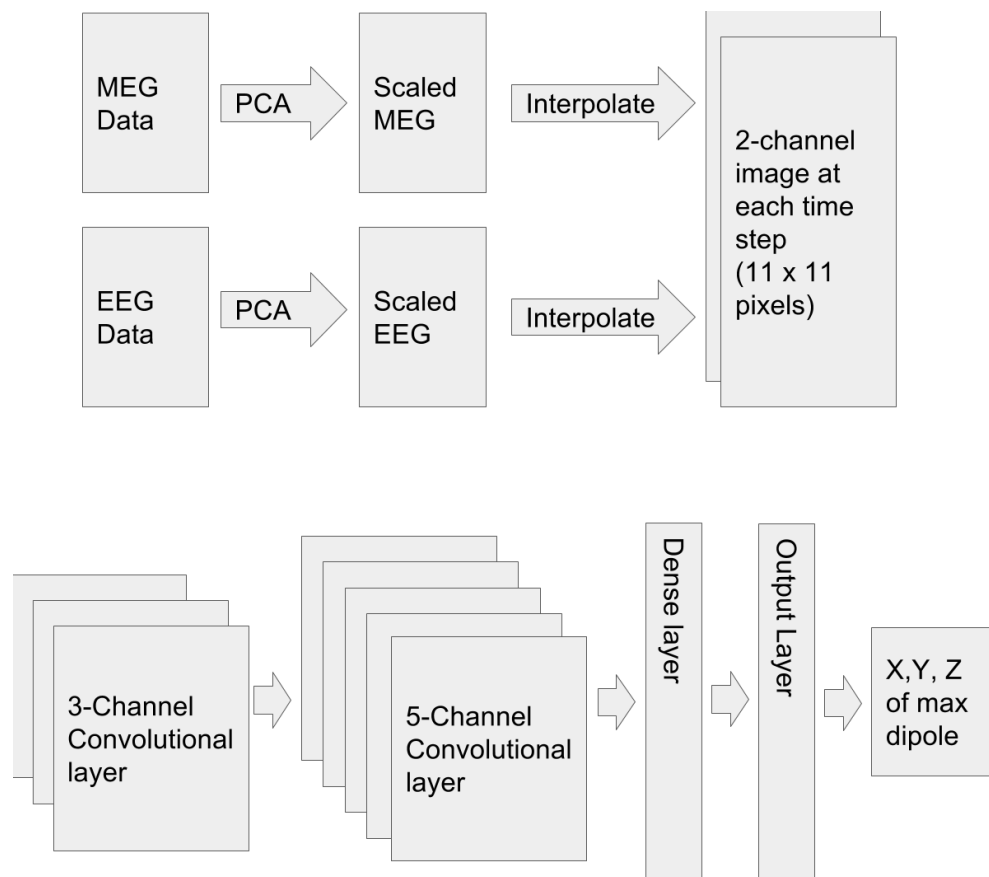 MEG
Data
PCA
Scaled
MEG
Interpolate
2-channel
image at
each time
step
(11 x 11
pixels)
EEG
Data
PCA
Scaled
EEG
Interpolate
3-Channel
Convolutional
layer
5-Channel
Convolutional
layer
Dense layer
Output Layer
X,Y, Z
of max
dipole